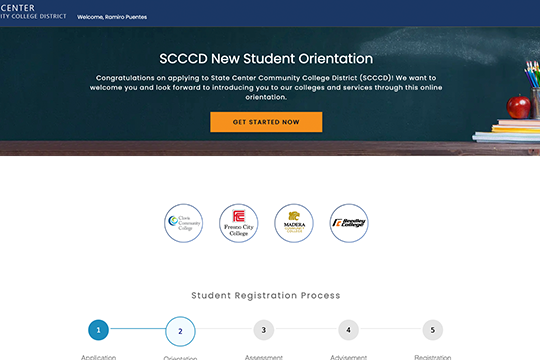 CENTER
ITY COLLEGE DISTRICT
Welcome, Ramiro Puentes
SCCCD New Student Orientation
Congratulations on applying to State Center Community College District (SCCCD)! We want to
welcome you and look forward to introducing you to our colleges and services through this online
orientation.
GET STARTED NOW
Clovis
Community
College
Fresno City
College
MADERA
COMMUNITY
COLLEGE
Reedley
College
Student Registration Process
1
2
3
4
5
Application
Orientation
Assessment
Advisement
Registration